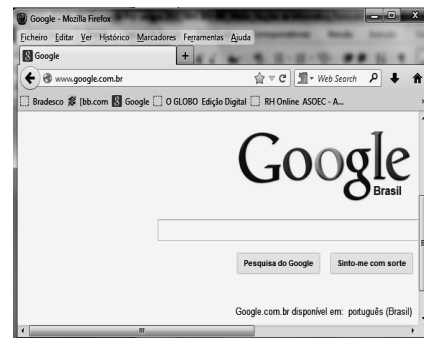 Google - Mozilla Firefox
Ficheiro Editar Ver Histórico Marcadores Ferramentas Ajuda
Google +
www.google.com.br Web Search
Bradesco [bb.com Google O GLOBO Edição Digital RH Online ASOEC - A...
Google
Brasil
Pesquisa do Google Sinto-me com sorte
Google.com.br disponível em: português (Brasil)